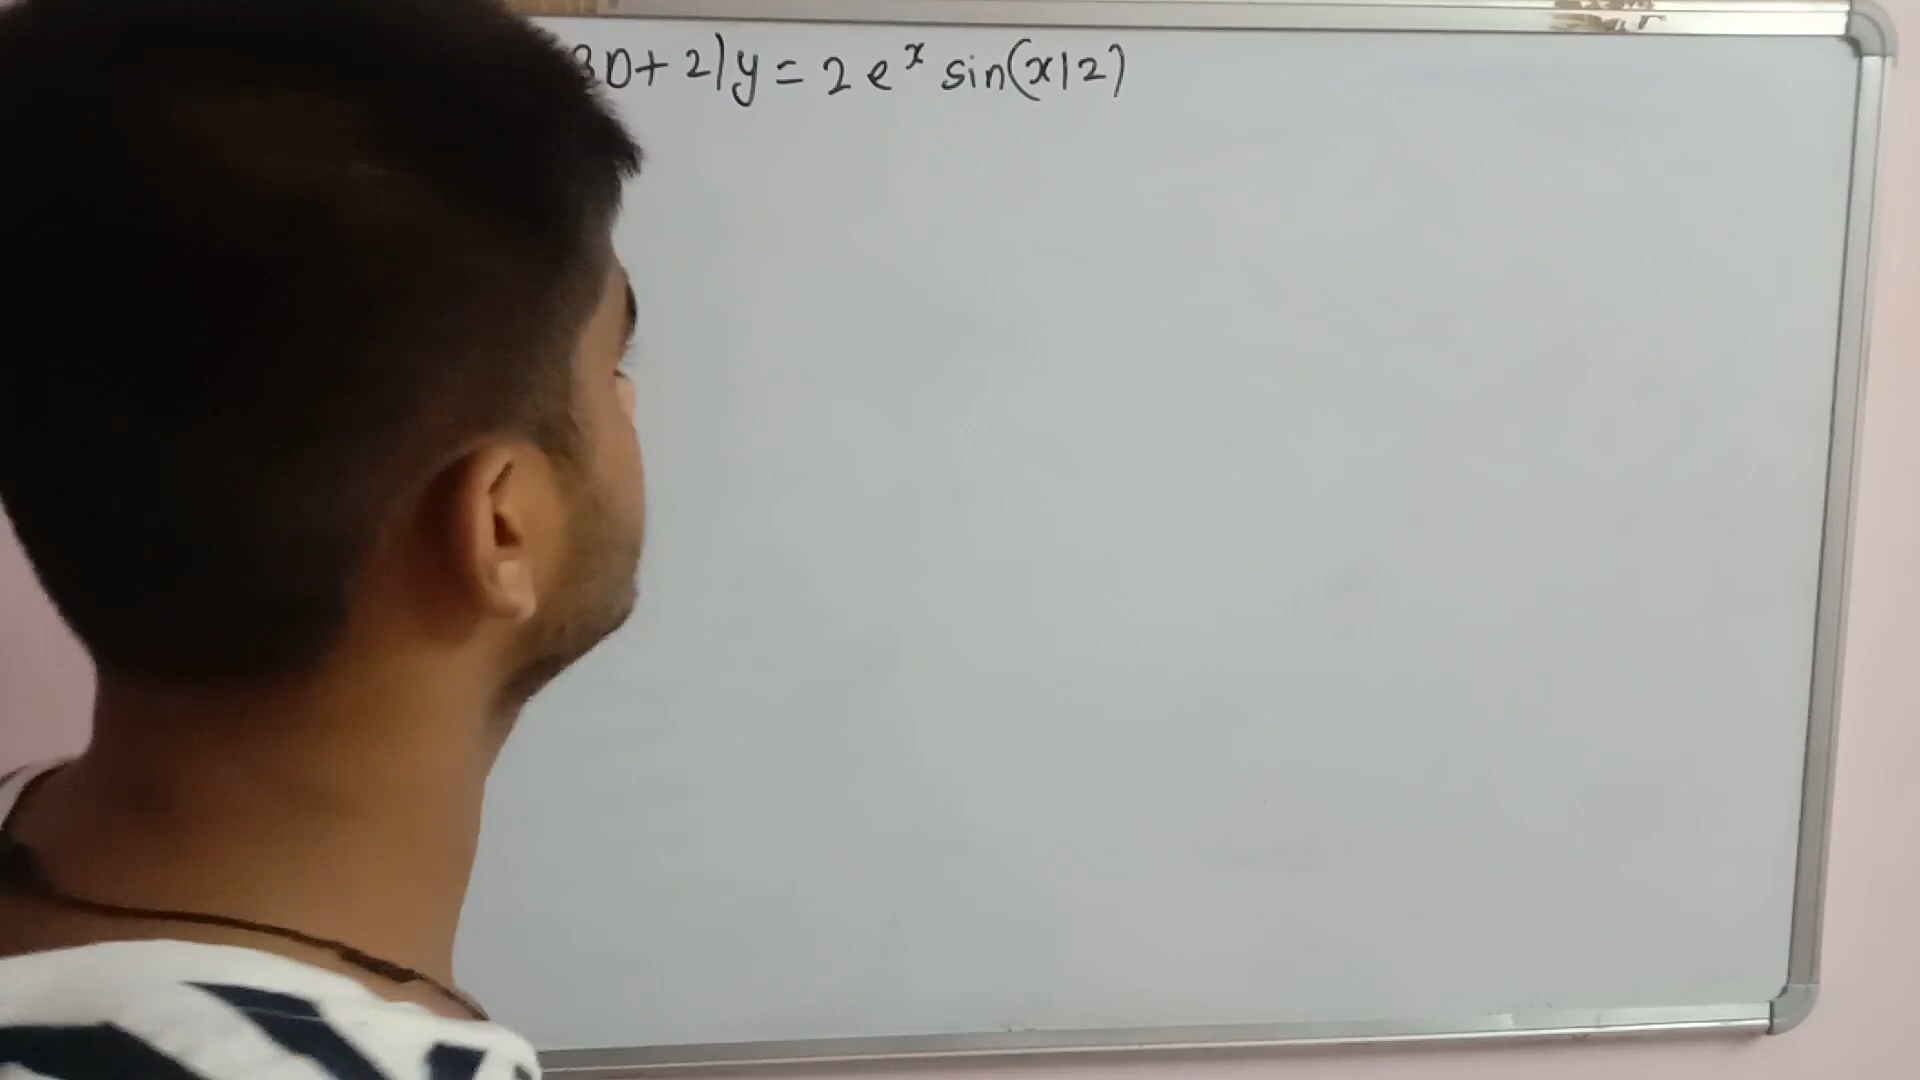 3D + 2)y = 2 e^x sin(x/2)